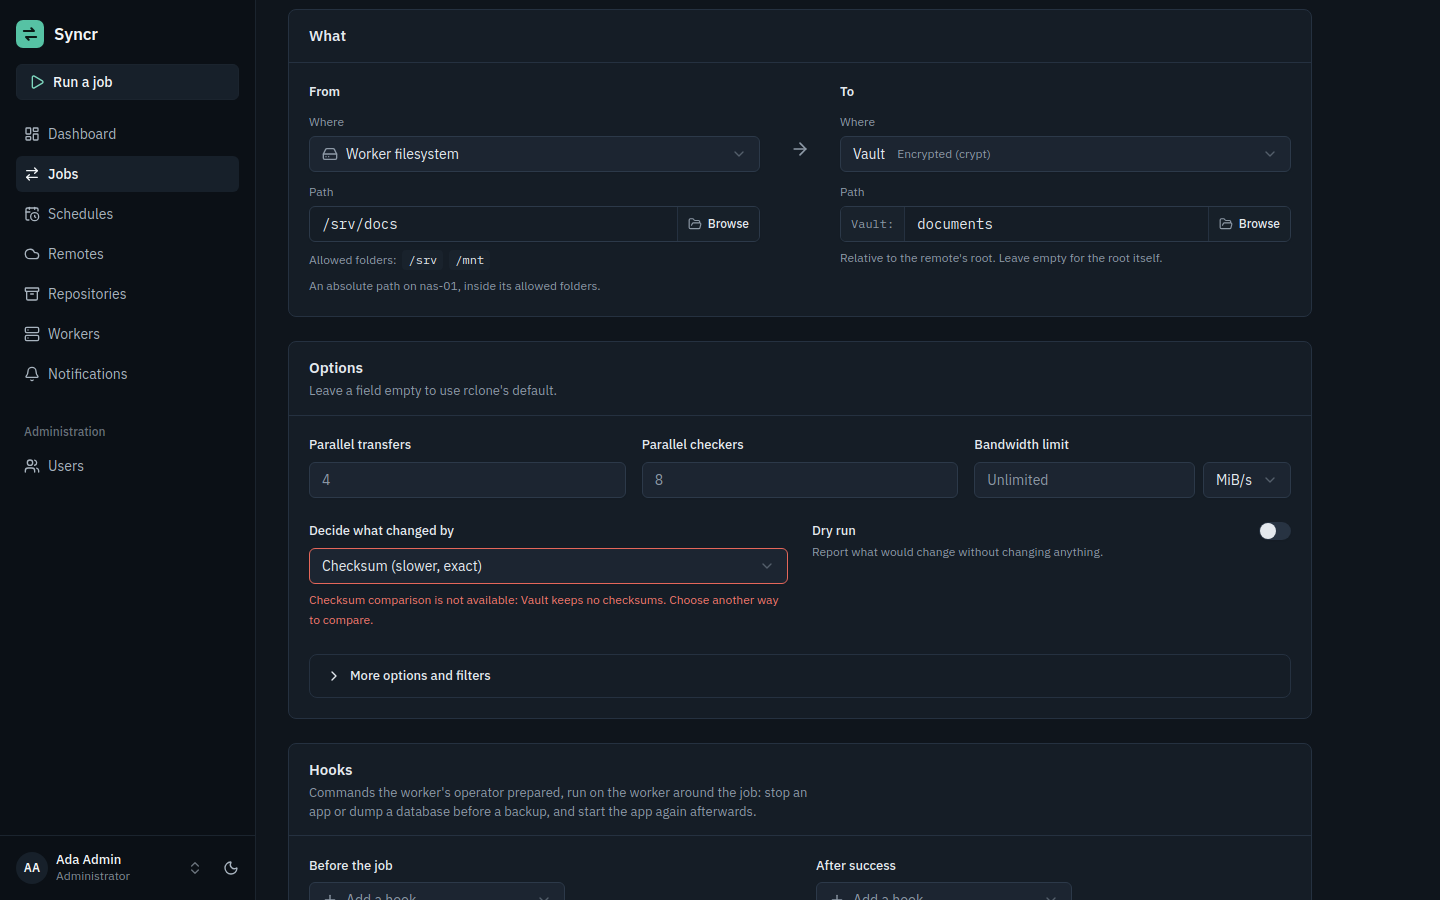 Syncr
Run a job
Dashboard
Jobs
Schedules
Remotes
Repositories
Workers
Notifications
Administration
Users
AA
Ada Admin
Administrator
What
From
Where
Worker filesystem
Path
/srv/docs
Browse
Allowed folders: /srv /mnt
An absolute path on nas-01, inside its allowed folders.
To
Where
Vault Encrypted (crypt)
Path
Vault: documents
Browse
Relative to the remote's root. Leave empty for the root itself.
Options
Leave a field empty to use rclone's default.
Parallel transfers
4
Parallel checkers
8
Bandwidth limit
Unlimited
MiB/s
Decide what changed by
Checksum (slower, exact)
Checksum comparison is not available: Vault keeps no checksums. Choose another way
to compare.
Dry run
Report what would change without changing anything.
More options and filters
Hooks
Commands the worker's operator prepared, run on the worker around the job: stop an
app or dump a database before a backup, and start the app again afterwards.
Before the job
Add a hook
After success
Add a hook